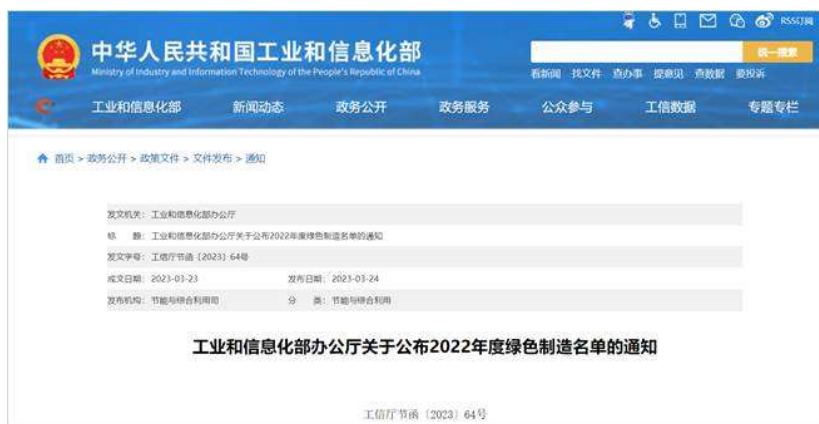 RSS订阅
中华人民共和国工业和信息化部
Ministry of Industry and Information Technology of the People's Republic of China
统一搜索
看新闻 找文件 查办事 提意见 查数据 要投诉
工业和信息化部 新闻动态 政务公开 政务服务 公众参与 工信数据 专题专栏
首页 > 政务公开 > 政策文件 > 文件发布 > 通知
发文机关: 工业和信息化部办公厅
标 题: 工业和信息化部办公厅关于公布2022年度绿色制造名单的通知
发文字号: 工信厅节函〔2023〕64号
成文日期: 2023-03-23 发布日期: 2023-03-24
发布机构: 节能与综合利用司 分 类: 节能与综合利用
工业和信息化部办公厅关于公布2022年度绿色制造名单的通知
工信厅节函〔2023〕64号